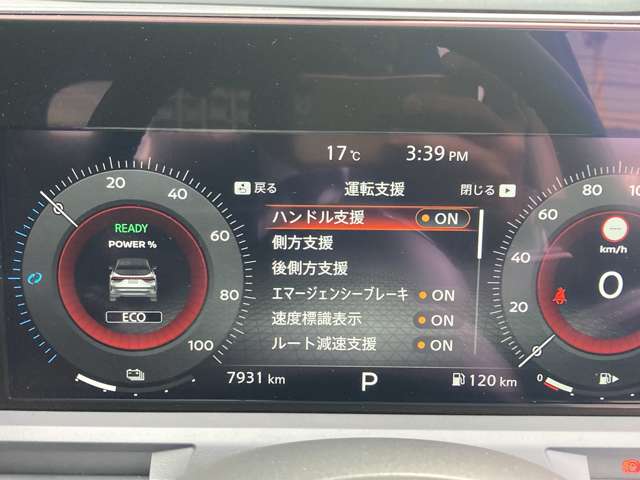 17℃ 3:39 PM
戻る 運転支援 閉じる
ハンドル支援 ON
側方支援
後側方支援
エマージェンシーブレーキ ON
速度標識表示 ON
ルート減速支援 ON
0 20 40 60 80 100
READY
POWER %
ECO
0 20 40 60 80 10
km/h
0
7931 km P 120 km
0